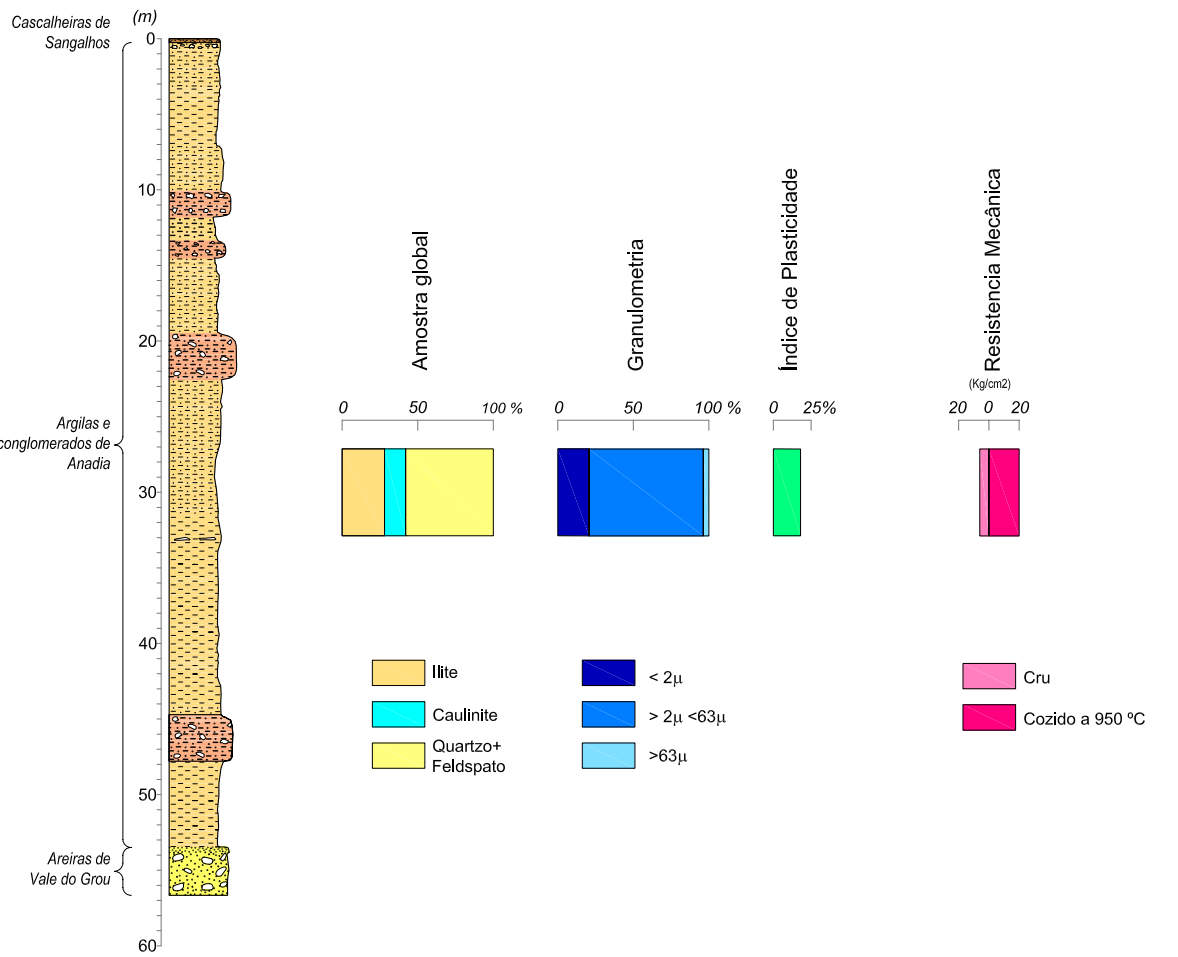 Cascalheiras de
Sangalhos
(m)
0
10
20
30
40
50
60
Argilas e
conglomerados de
Anadia
Areiras de
Vale do Grou
Amostra global
0 50 100 %
Granulometria
0 50 100 %
Índice de Plasticidade
0 25%
Resistencia Mecânica
(Kg/cm2)
20 0 20
Ilite
Caulinite
Quartzo+
Feldspato
< 2µ
> 2µ <63µ
>63µ
Cru
Cozido a 950 ºC